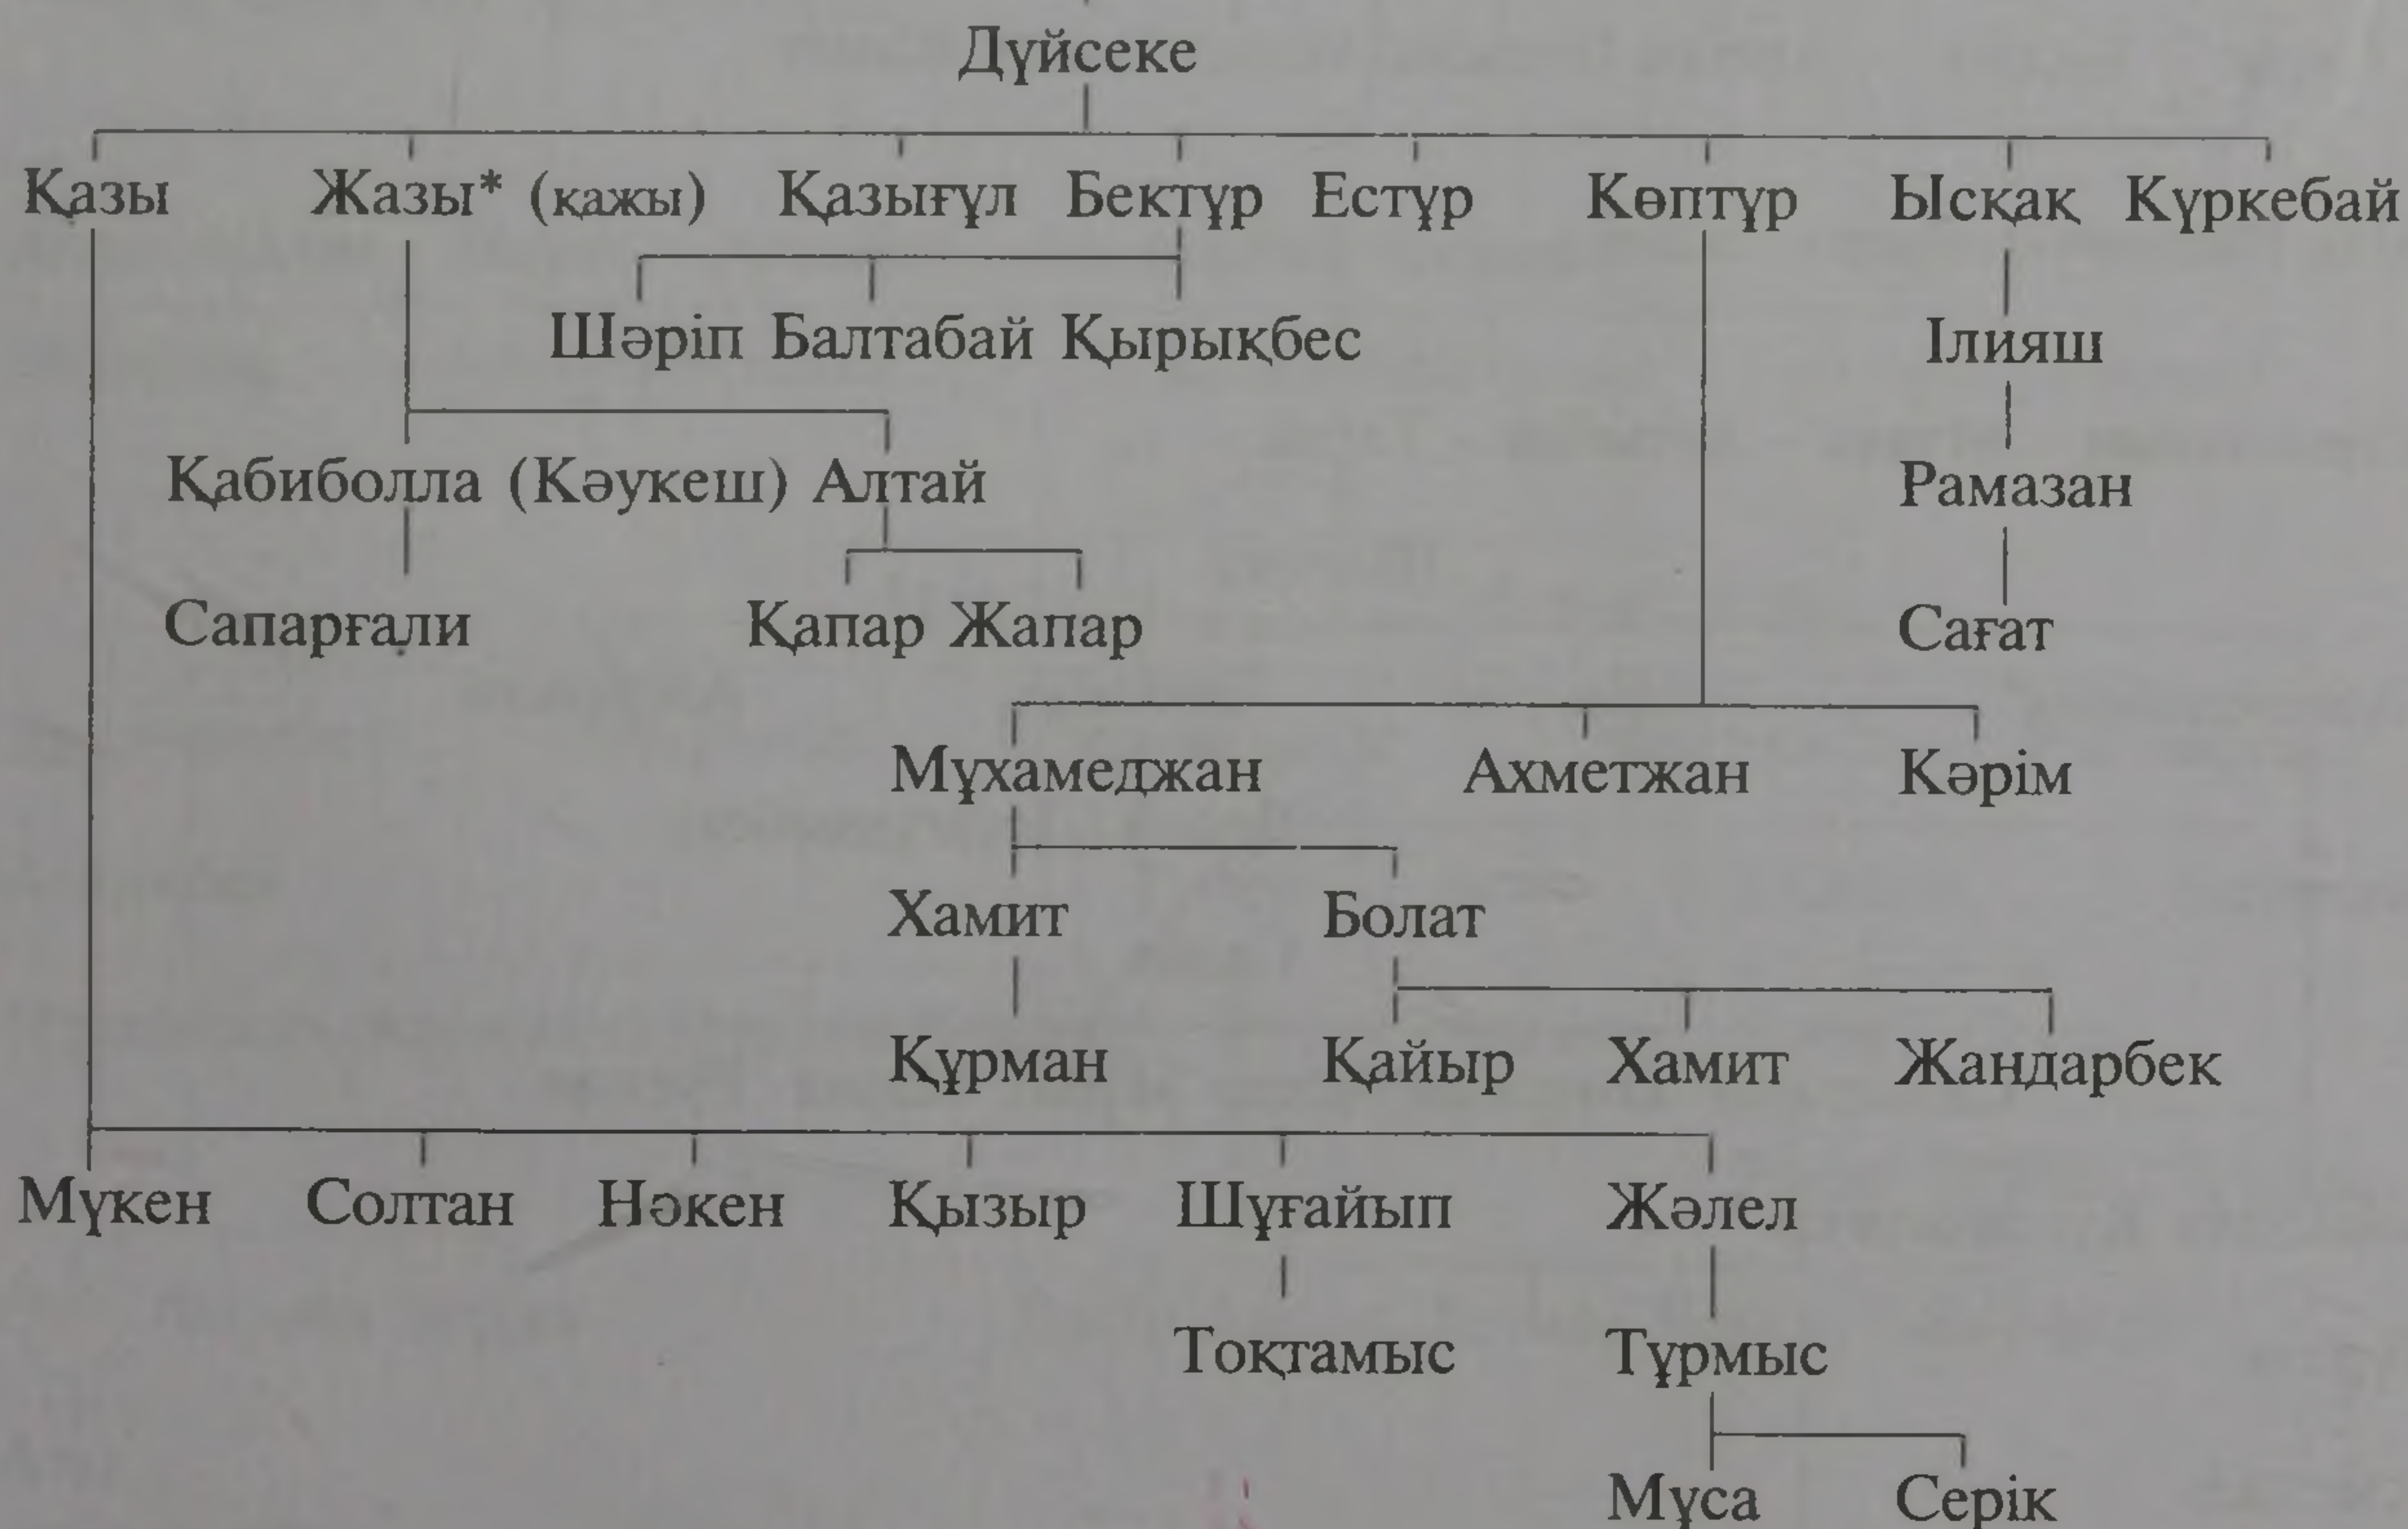 Дүйсеке
Қазы Жазы* (қажы) Қазығұл Бектұр Естұр Көптұр Ысқақ Күркебай
Шәріп Балтабай Қырықбес Ілияш
Қабиболла (Кәукеш) Алтай Рамазан
Сапарғали Қапар Жапар Сағат
Мұхамеджан Ахметжан Кәрім
Хамит Болат
Құрман Қайыр Хамит Жандарбек
Мүкен Солтан Нәкен Қызыр Шұғайып Жәлел
Тоқтамыс Тұрмыс
Мұса Серік